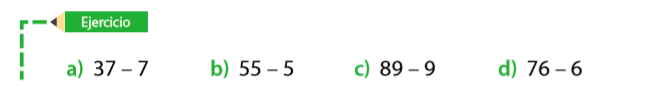 Ejercicio
a) 37 – 7 b) 55 – 5 c) 89 – 9 d) 76 – 6